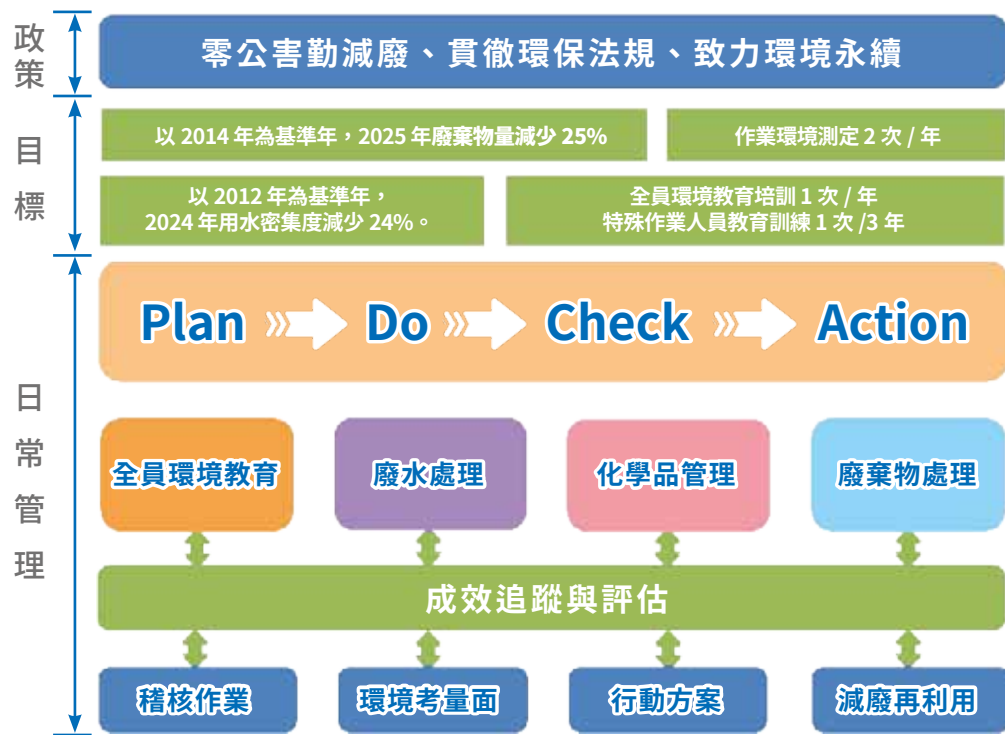 政策
零公害勤減廢、貫徹環保法規、致力環境永續
目標
以 2014 年為基準年，2025 年廢棄物量減少 25%
作業環境測定 2 次 / 年
以 2012 年為基準年，
2024 年用水密集度減少 24%。
全員環境教育培訓 1 次 / 年
特殊作業人員教育訓練 1 次 /3 年
日常管理
Plan Do Check Action
全員環境教育
廢水處理
化學品管理
廢棄物處理
成效追蹤與評估
稽核作業
環境考量面
行動方案
減廢再利用